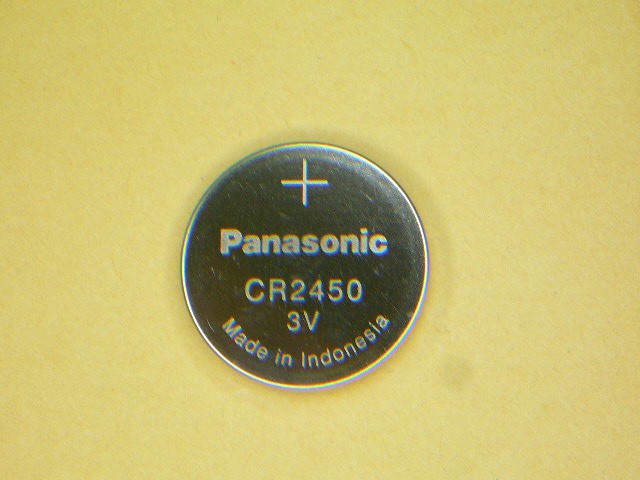 +
Panasonic
CR2450
3V
Made in Indonesia